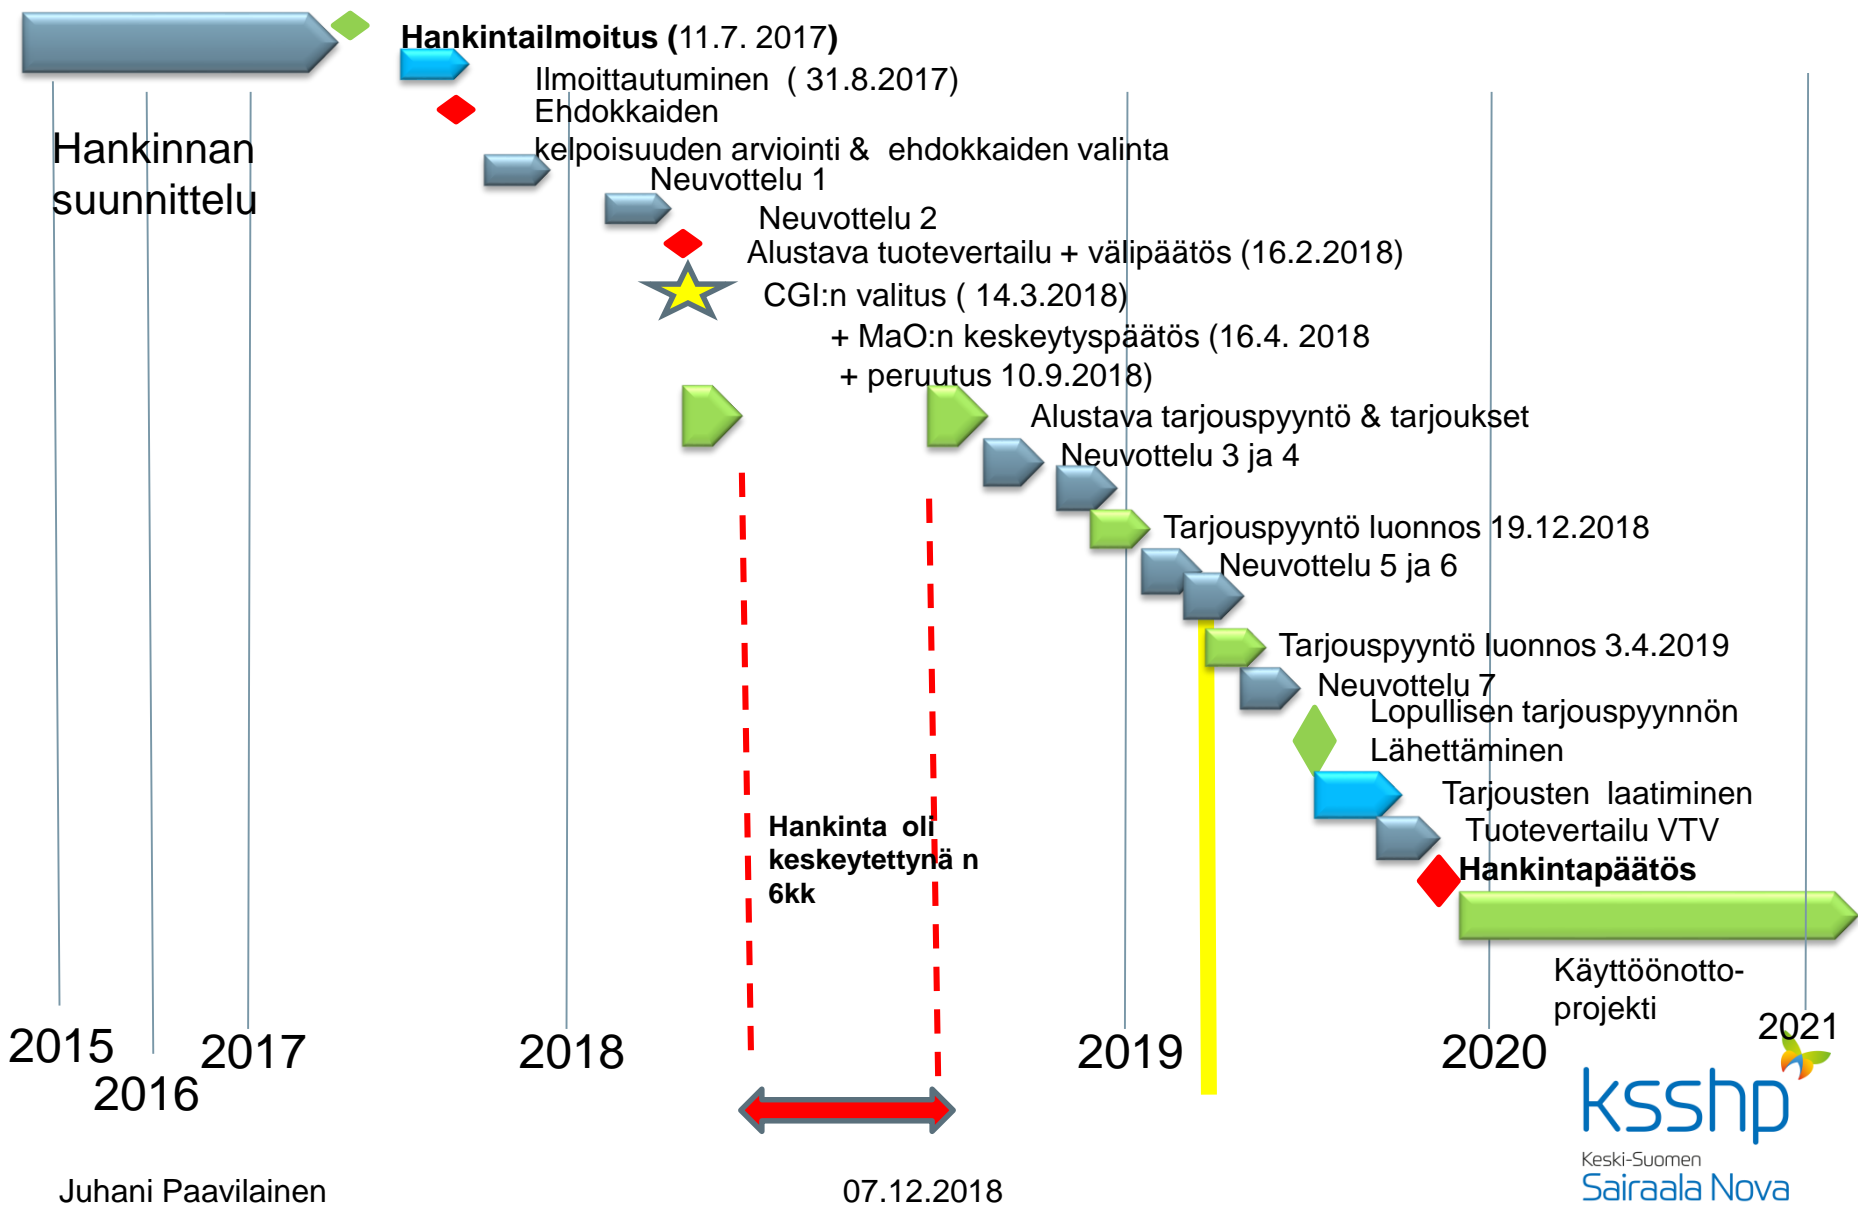 Hankintailmoitus (11.7. 2017)
Ilmoittautuminen ( 31.8.2017)
Ehdokkaiden
kelpoisuuden arviointi & ehdokkaiden valinta
Hankinnan
suunnittelu
Neuvottelu 1
Neuvottelu 2
Alustava tuotevertailu + välipäätös (16.2.2018)
CGI:n valitus ( 14.3.2018)
+ MaO:n keskeytyspäätös (16.4. 2018
+ peruutus 10.9.2018)
Alustava tarjouspyyntö & tarjoukset
Neuvottelu 3 ja 4
Tarjouspyyntö luonnos 19.12.2018
Neuvottelu 5 ja 6
Tarjouspyyntö luonnos 3.4.2019
Neuvottelu 7
Lopullisen tarjouspyynnön
Lähettäminen
Tarjousten laatiminen
Tuotevertailu VTV
Hankintapäätös
Hankinta oli
keskeytettynä n
6kk
Käyttöönotto-
projekti
2015
2016
2017
2018
2019
2020
2021
ksshp
Keski-Suomen
Sairaala Nova
Juhani Paavilainen
07.12.2018